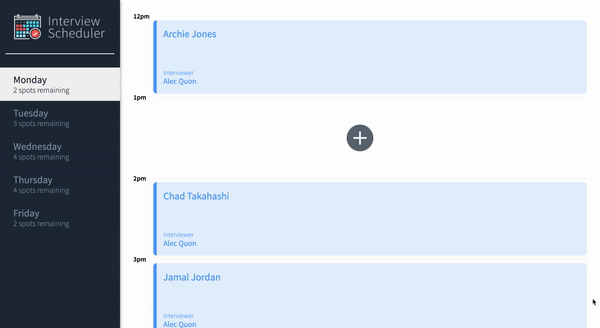 Interview
Scheduler
Monday
2 spots remaining
Tuesday
3 spots remaining
Wednesday
4 spots remaining
Thursday
4 spots remaining
Friday
2 spots remaining
12pm
Archie Jones
Interviewer
Alec Quon
1pm
2pm
Chad Takahashi
Interviewer
Alec Quon
3pm
Jamal Jordan
Interviewer
Alec Quon